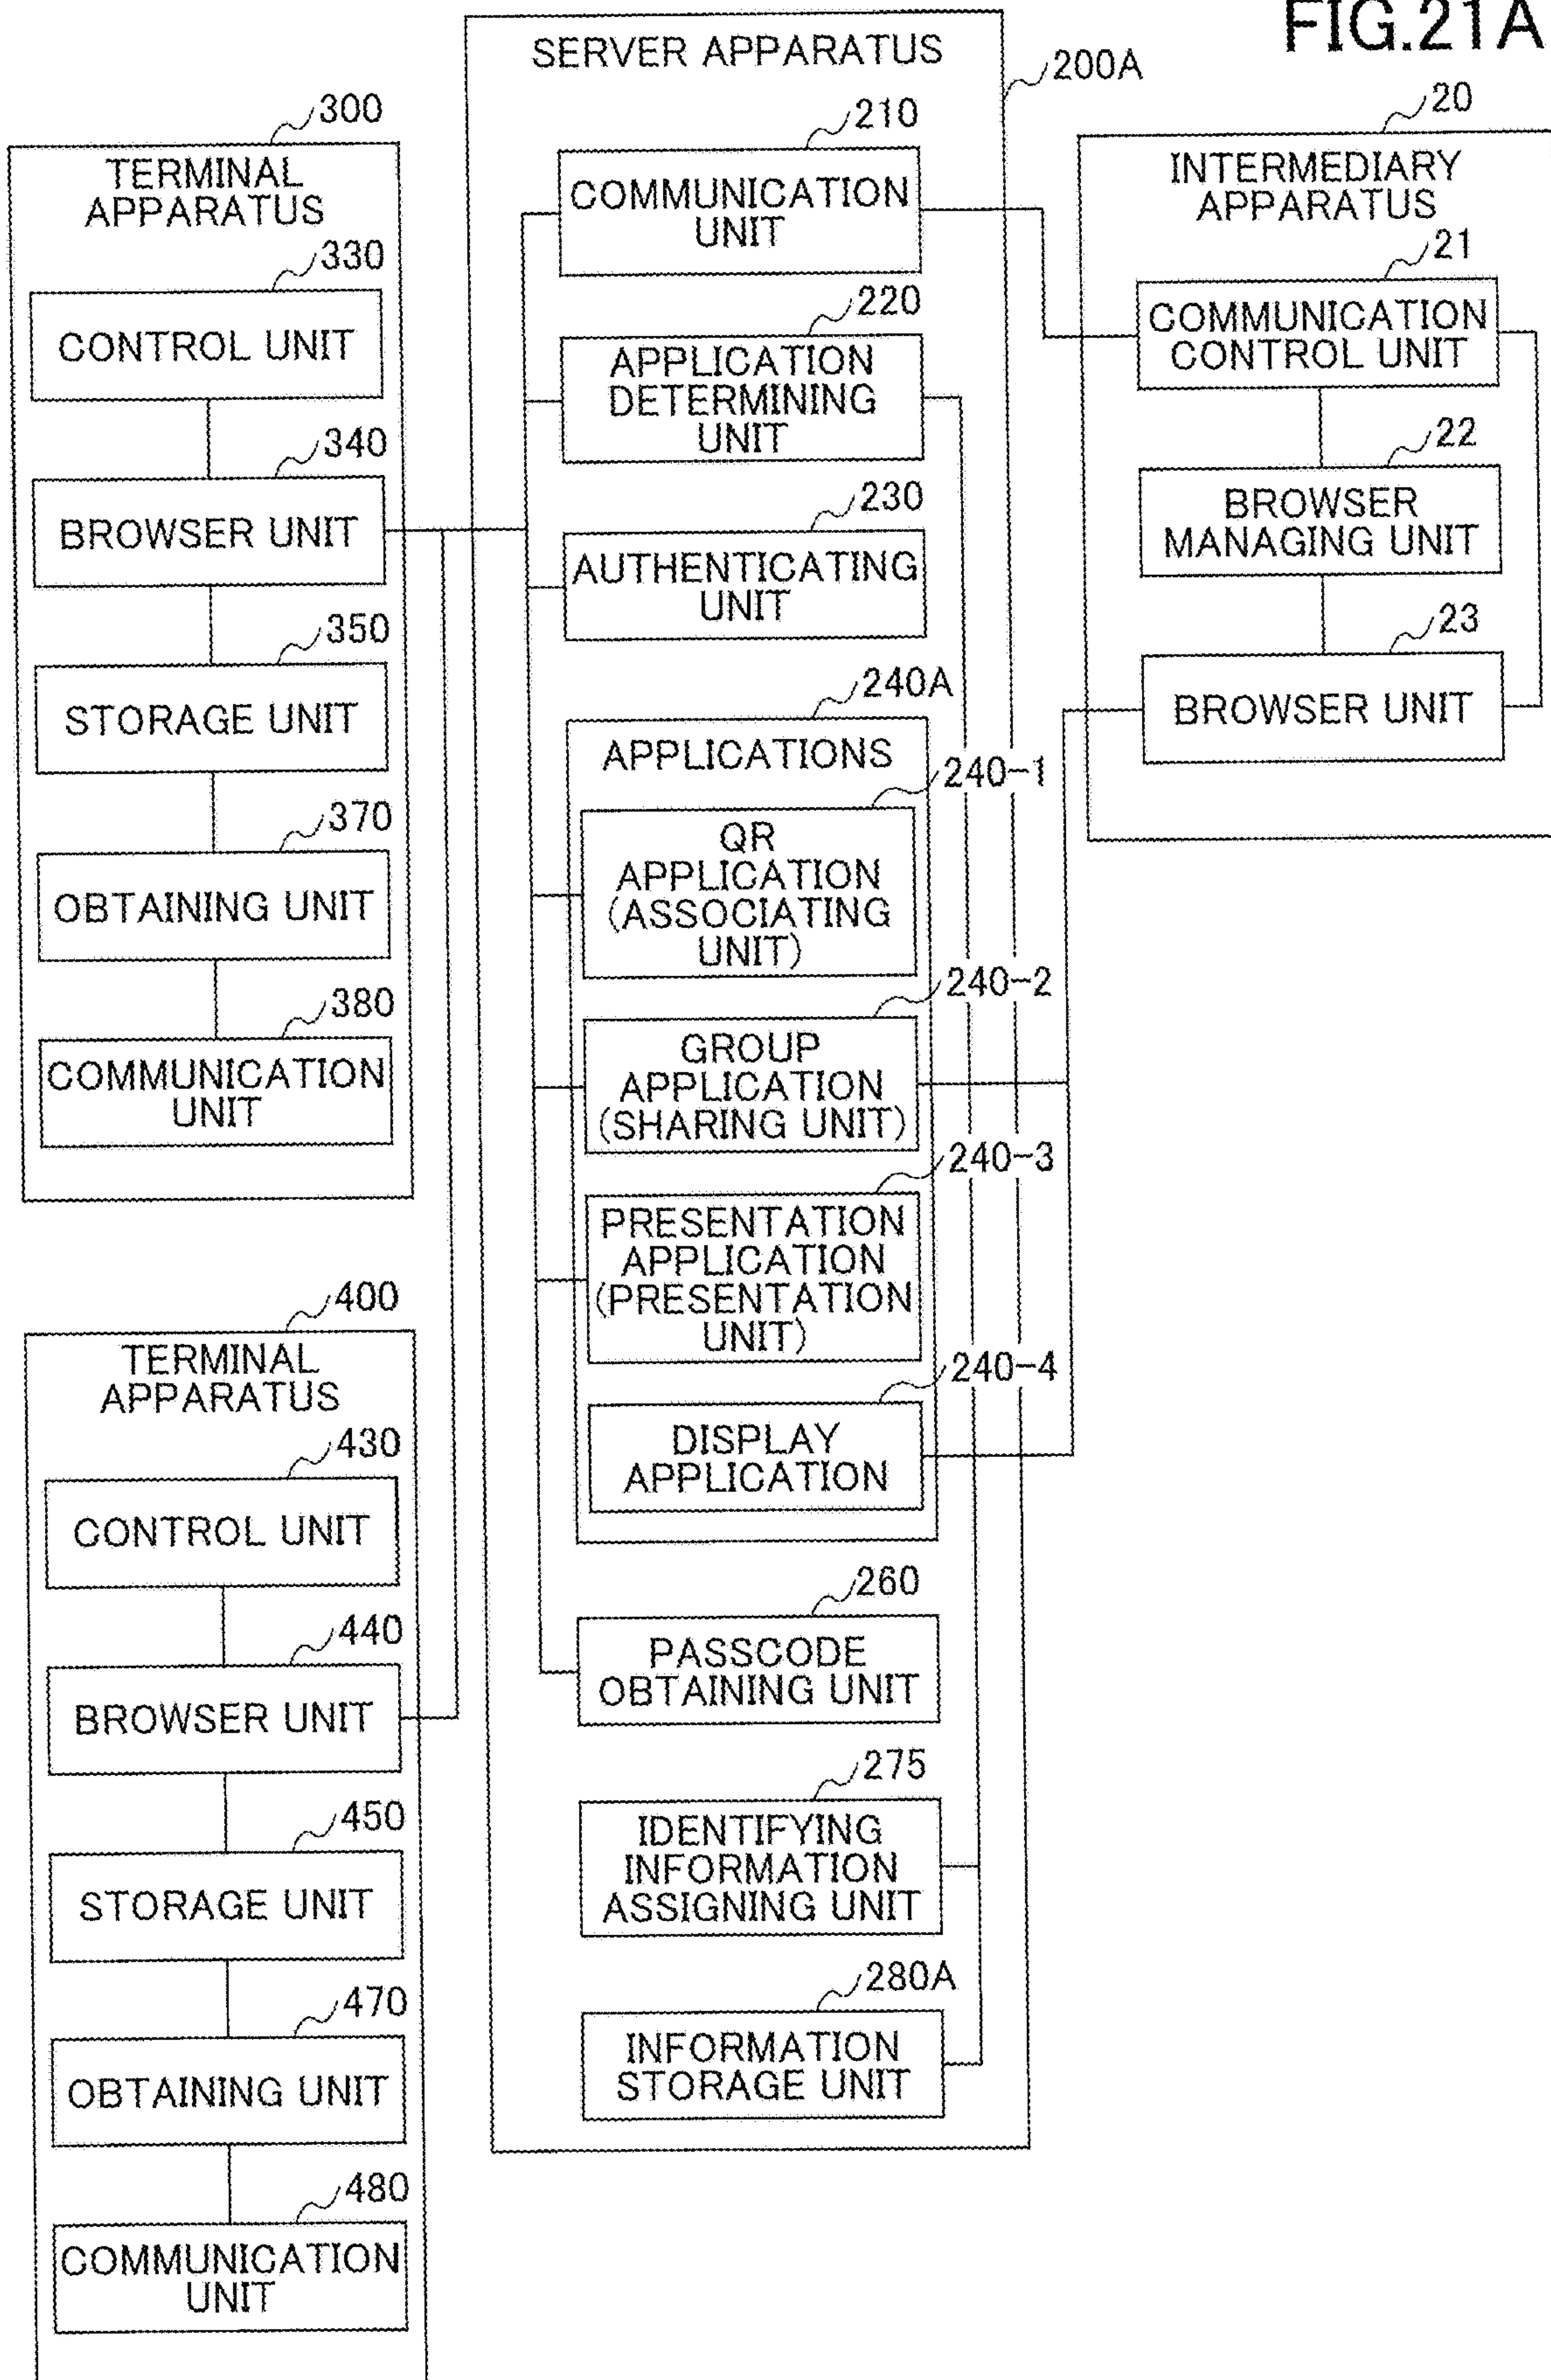 FIG.21A
300
TERMINAL
APPARATUS
330
CONTROL UNIT
340
BROWSER UNIT
350
STORAGE UNIT
370
OBTAINING UNIT
380
COMMUNICATION
UNIT
400
TERMINAL
APPARATUS
430
CONTROL UNIT
440
BROWSER UNIT
450
STORAGE UNIT
470
OBTAINING UNIT
480
COMMUNICATION
UNIT
SERVER APPARATUS
200A
210
COMMUNICATION
UNIT
220
APPLICATION
DETERMINING
UNIT
230
AUTHENTICATING
UNIT
240A
APPLICATIONS
240-1
QR
APPLICATION
(ASSOCIATING
UNIT)
240-2
GROUP
APPLICATION
(SHARING UNIT)
240-3
PRESENTATION
APPLICATION
(PRESENTATION
UNIT)
240-4
DISPLAY
APPLICATION
260
PASSCODE
OBTAINING UNIT
275
IDENTIFYING
INFORMATION
ASSIGNING UNIT
280A
INFORMATION
STORAGE UNIT
20
INTERMEDIARY
APPARATUS
21
COMMUNICATION
CONTROL UNIT
22
BROWSER
MANAGING UNIT
23
BROWSER UNIT